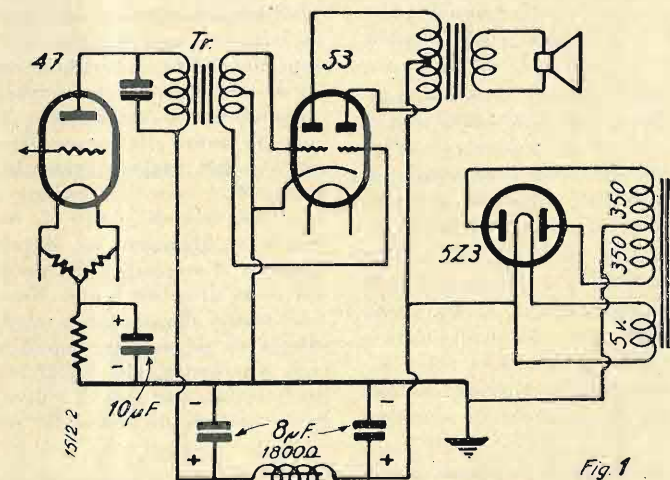 47
Tr.
53
5Z3
350
350
5v.
+
-
10µF
-
-
8µF.
+
+
1800Ω
1512-2
Fig. 1